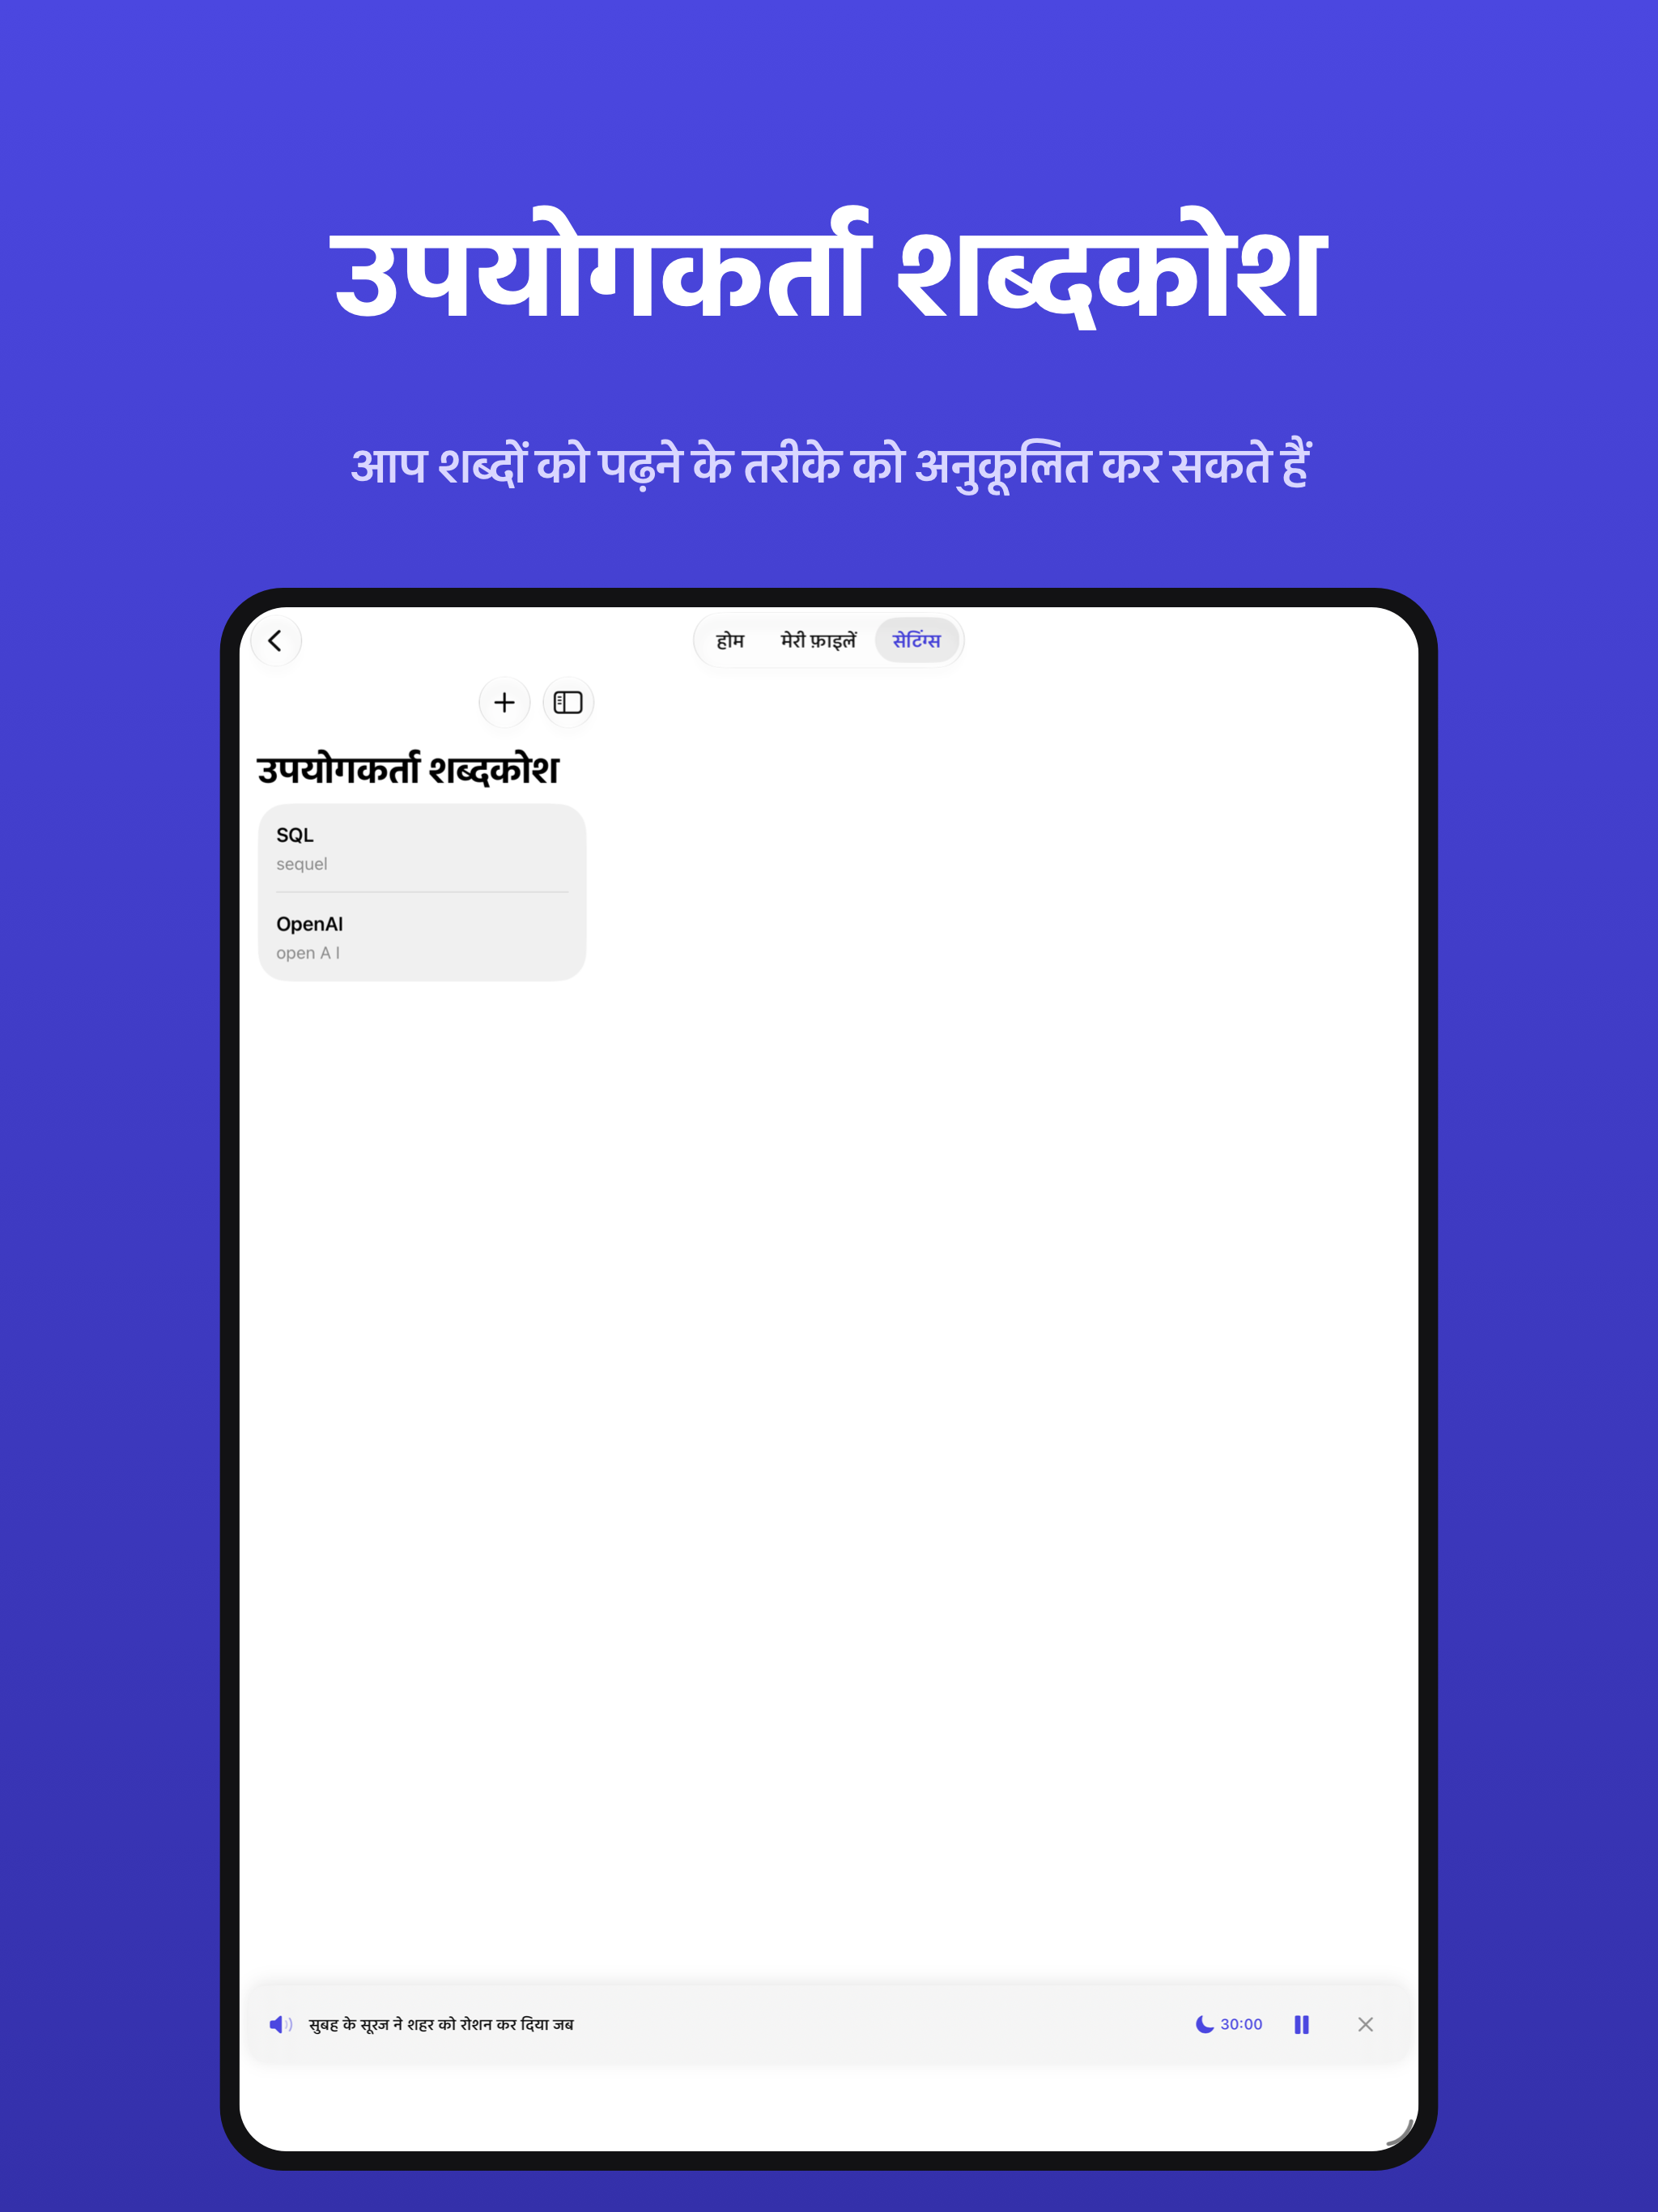 उपयोगकर्ता शब्दकोश
आप शब्दों को पढ़ने के तरीके को अनुकूलित कर सकते हैं
होम मेरी फ़ाइलें सेटिंग्स
उपयोगकर्ता शब्दकोश
SQL
sequel
OpenAI
open A I
सुबह के सूरज ने शहर को रोशन कर दिया जब 30:00